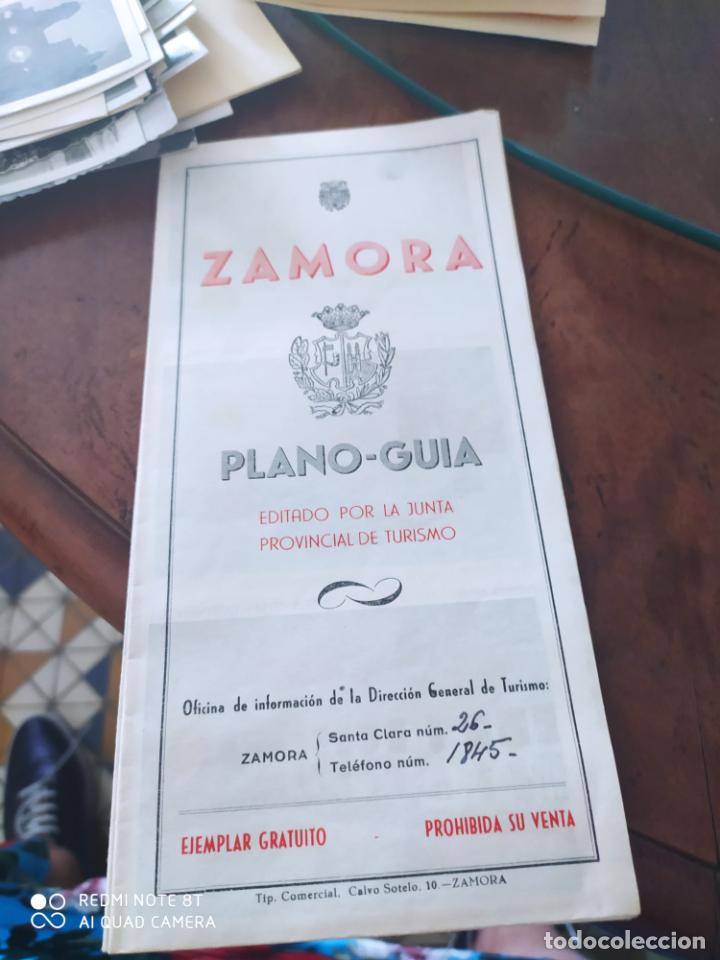 ZAMORA
PLANO-GUIA
EDITADO POR LA JUNTA
PROVINCIAL DE TURISMO
Oficina de información de la Dirección General de Turismo:
ZAMORA { Santa Clara núm. 26-
Teléfono núm. 1845-
EJEMPLAR GRATUITO - PROHIBIDA SU VENTA
Tip. Comercial, Calvo Sotelo, 10.—ZAMORA
REDMI NOTE 8T
AI QUAD CAMERA
todocoleccion